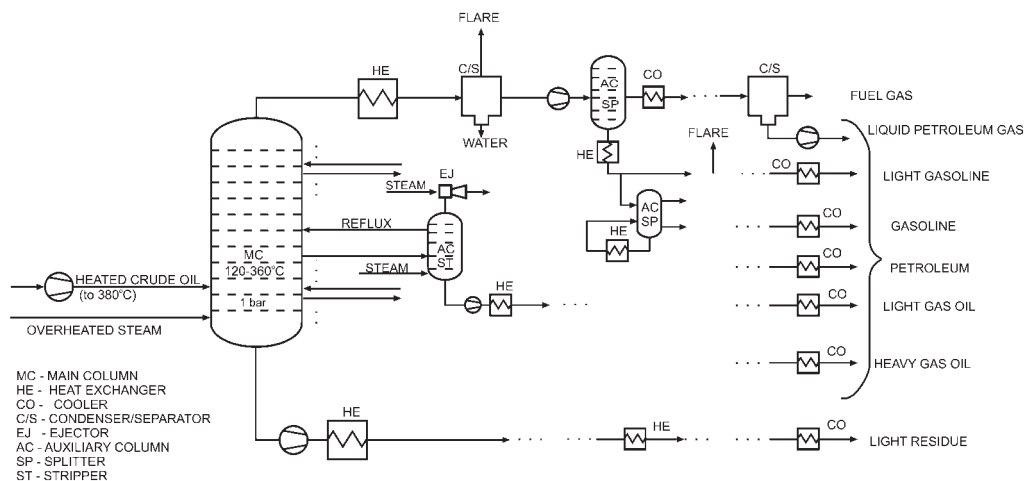 FLARE
HE
C/S
AC
SP
CO
C/S
FUEL GAS
WATER
LIQUID PETROLEUM GAS
HE
FLARE
CO
LIGHT GASOLINE
STEAM
EJ
AC
SP
REFLUX
CO
GASOLINE
HE
AC
ST
MC
120-360°C
STEAM
CO
PETROLEUM
HEATED CRUDE OIL
(to 380°C)
1 bar
HE
CO
LIGHT GAS OIL
OVERHEATED STEAM
CO
HEAVY GAS OIL
MC - MAIN COLUMN
HE - HEAT EXCHANGER
CO - COOLER
C/S - CONDENSER/SEPARATOR
EJ - EJECTOR
AC - AUXILIARY COLUMN
SP - SPLITTER
ST - STRIPPER
HE
HE
CO
LIGHT RESIDUE